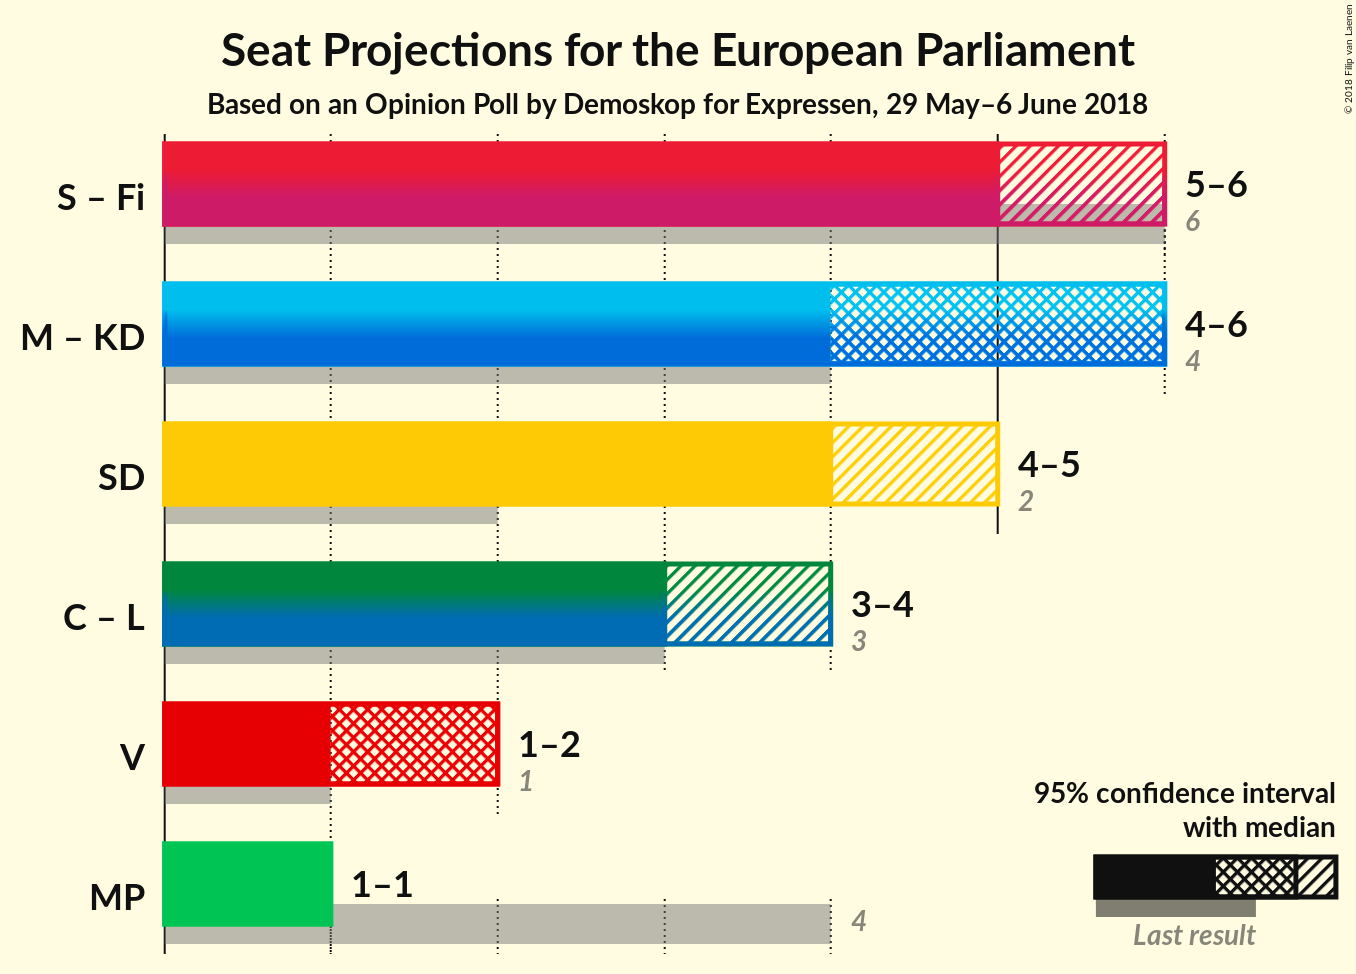 Seat Projections for the European Parliament
Based on an Opinion Poll by Demoskop for Expressen, 29 May–6 June 2018
© 2018 Filip van Laenen
S – Fi
5–6
6
M – KD
4–6
4
SD
4–5
2
C – L
3–4
3
V
1–2
1
MP
1–1
4
95% confidence interval
with median
Last result